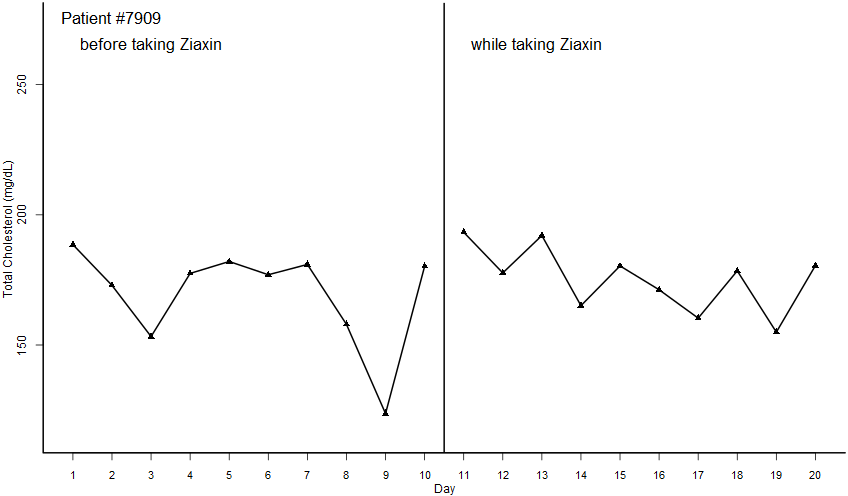 Patient #7909
before taking Ziaxin
while taking Ziaxin
Total Cholesterol (mg/dL)
250
200
150
1 2 3 4 5 6 7 8 9 10 11 12 13 14 15 16 17 18 19 20
Day